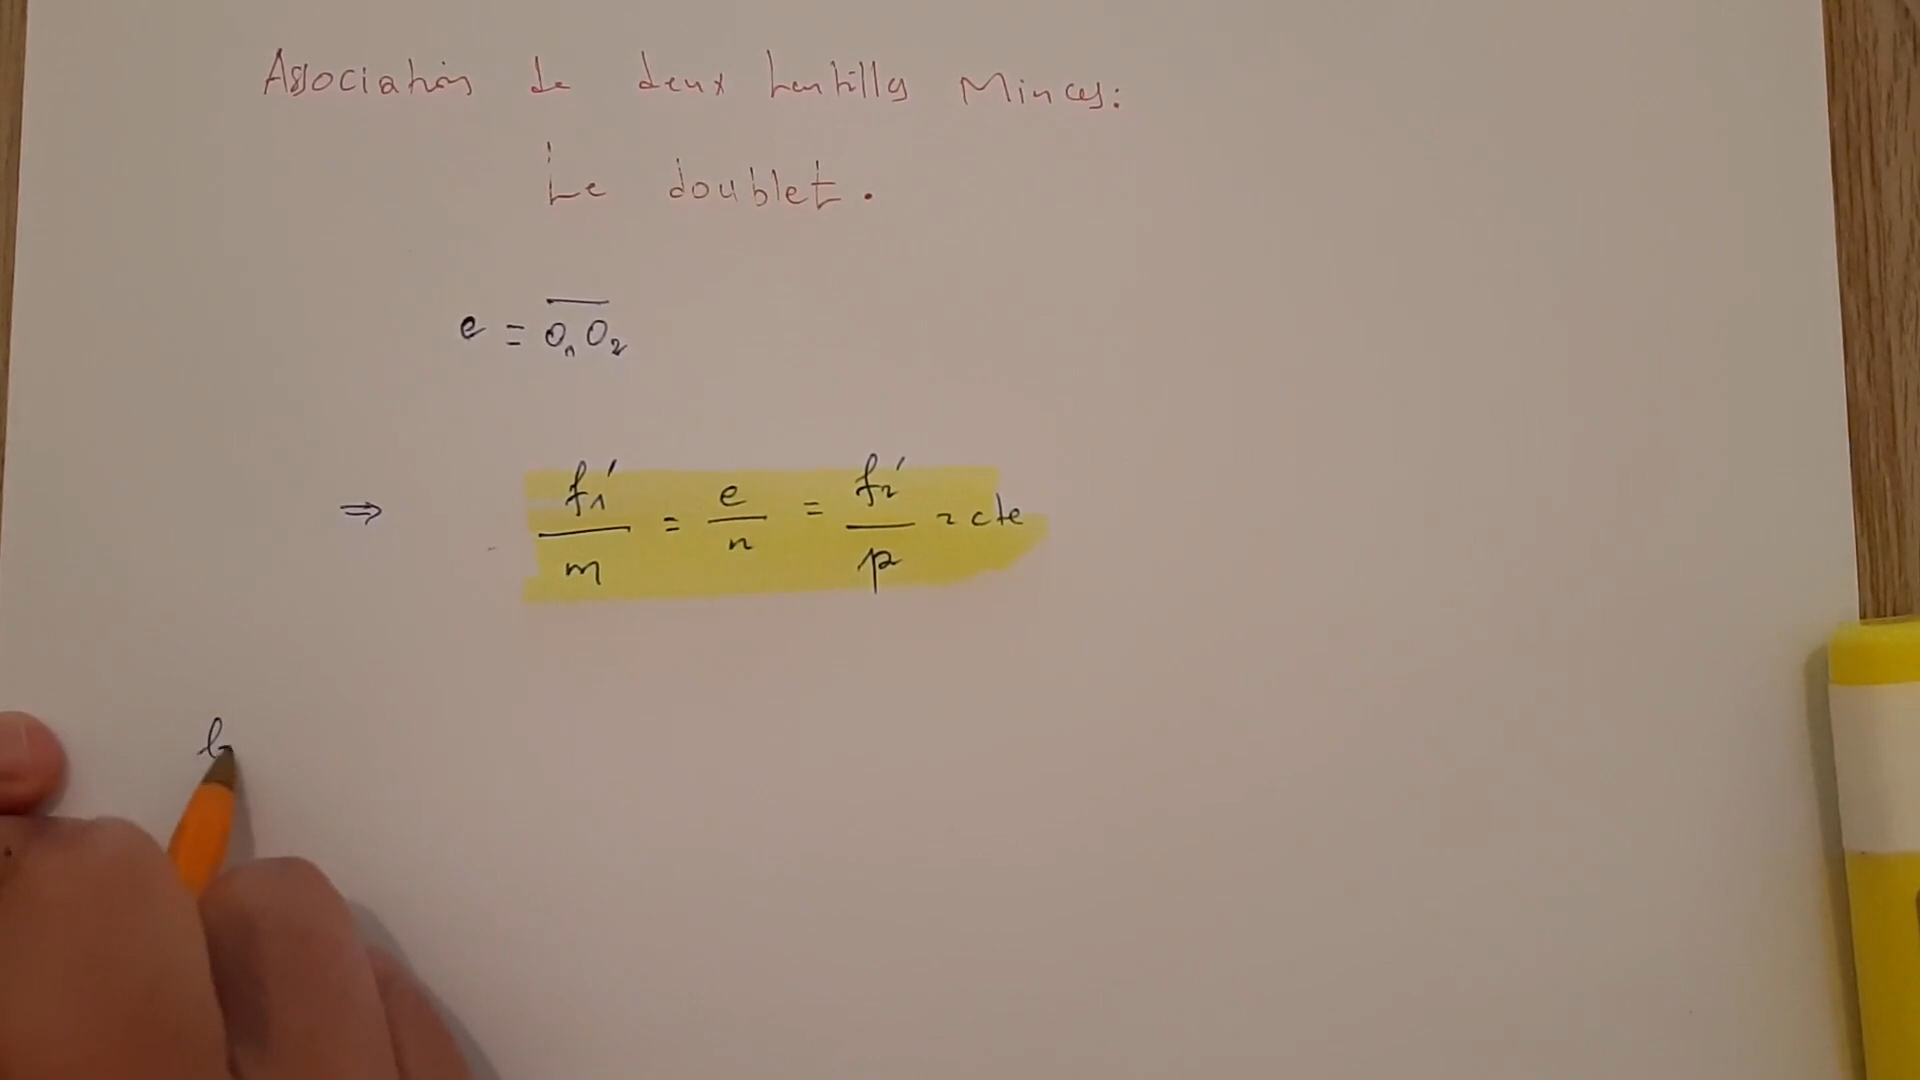 Association de deux Lentilles Minces:
Le doublet.
e = O₁O₂
⇒ f₁'/m = e/n = f₂'/p = cte